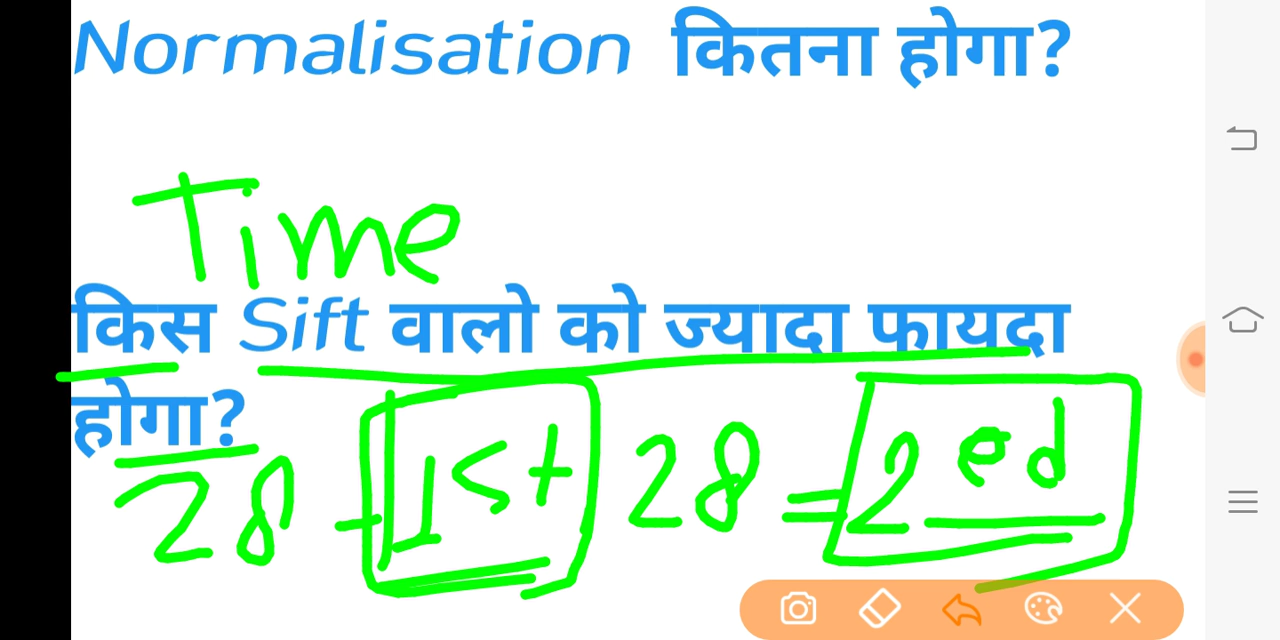 Normalisation कितना होगा?
Time
किस Sift वालो को ज्यादा फायदा
होगा?
28 - 1st 28 = 2ed